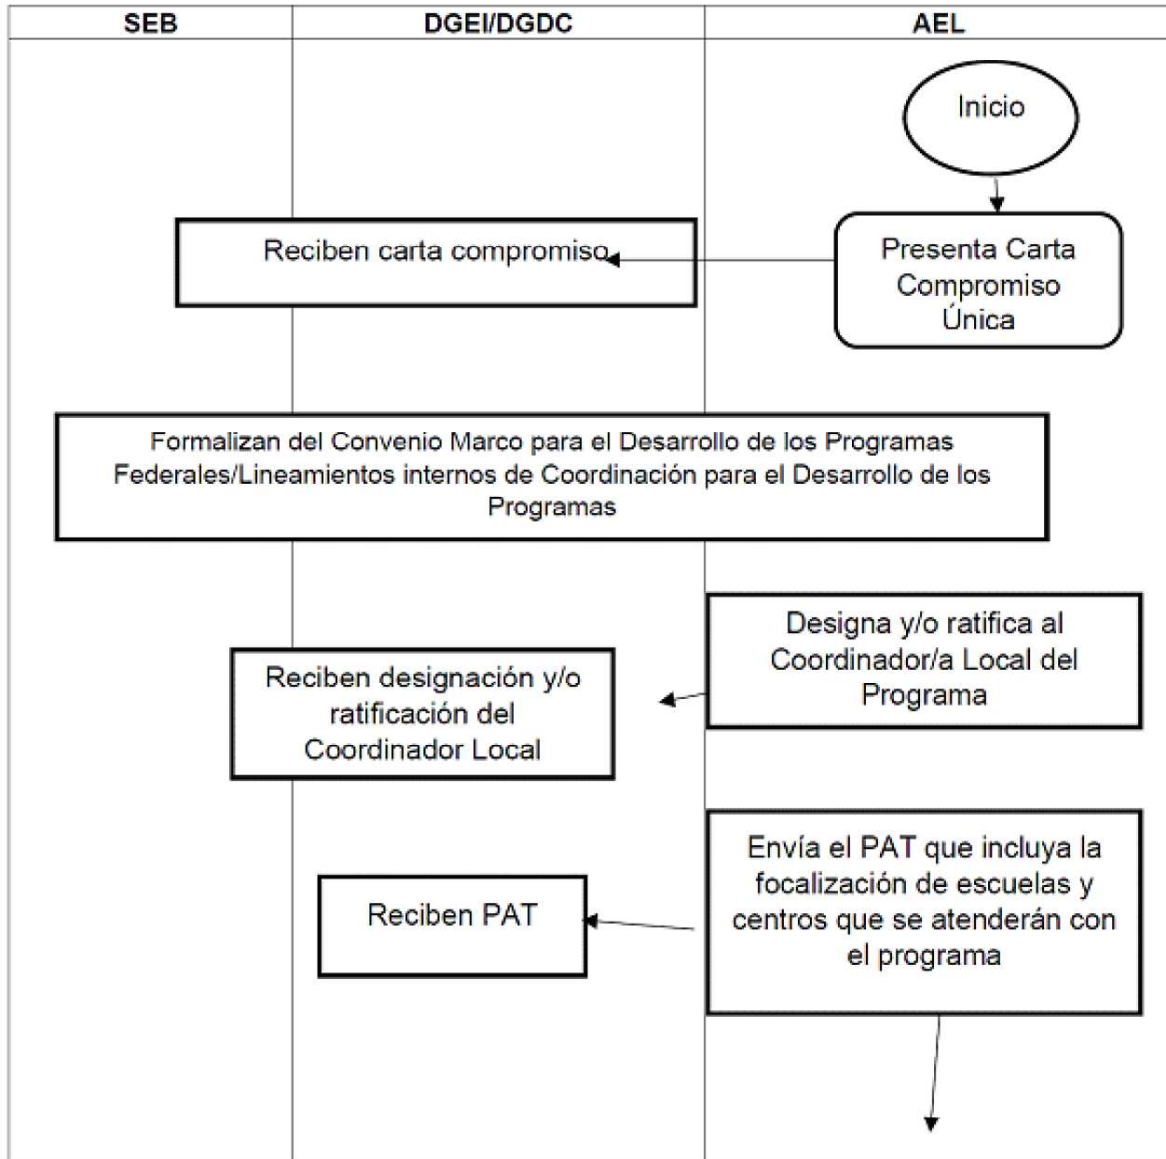 SEB
DGEI/DGDC
AEL
Inicio
Reciben carta compromiso
Presenta Carta
Compromiso
Única
Formalizan del Convenio Marco para el Desarrollo de los Programas
Federales/Lineamientos internos de Coordinación para el Desarrollo de los
Programas
Designa y/o ratifica al
Coordinador/a Local del
Programa
Reciben designación y/o
ratificación del
Coordinador Local
Envía el PAT que incluya la
focalización de escuelas y
centros que se atenderán con
el programa
Reciben PAT